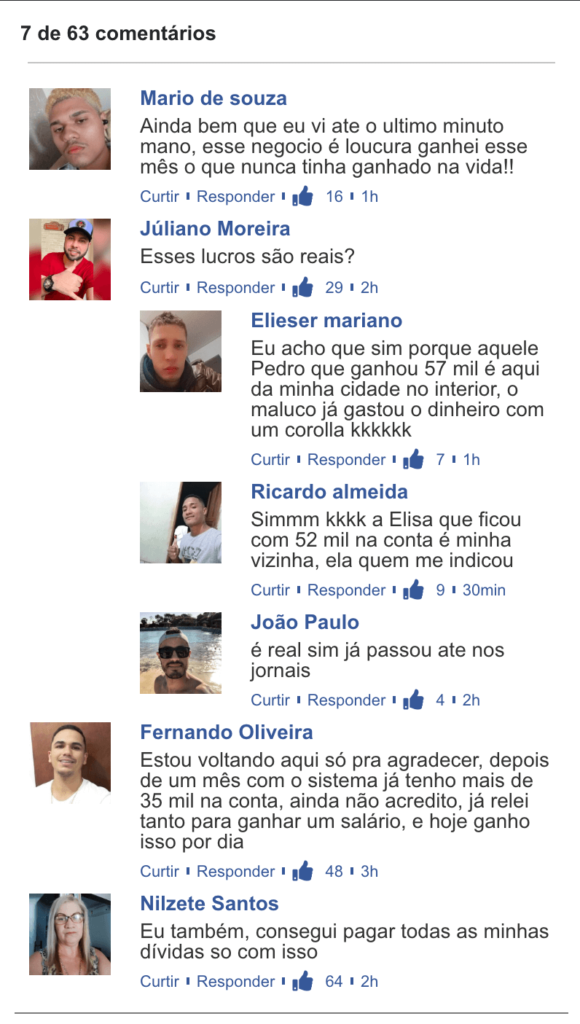 7 de 63 comentários
Mario de souza
Ainda bem que eu vi ate o ultimo minuto
mano, esse negocio é loucura ganhei esse
mês o que nunca tinha ganhado na vida!!
Curtir Responder 16 1h
Júliano Moreira
Esses lucros são reais?
Curtir Responder 29 2h
Elieser mariano
Eu acho que sim porque aquele
Pedro que ganhou 57 mil é aqui
da minha cidade no interior, o
maluco já gastou o dinheiro com
um corolla kkkkkk
Curtir Responder 7 1h
Ricardo almeida
Simmm kkkk a Elisa que ficou
com 52 mil na conta é minha
vizinha, ela quem me indicou
Curtir Responder 9 30min
João Paulo
é real sim já passou ate nos
jornais
Curtir Responder 4 2h
Fernando Oliveira
Estou voltando aqui só pra agradecer, depois
de um mês com o sistema já tenho mais de
35 mil na conta, ainda não acredito, já relei
tanto para ganhar um salário, e hoje ganho
isso por dia
Curtir Responder 48 3h
Nilzete Santos
Eu também, consegui pagar todas as minhas
dívidas so com isso
Curtir Responder 64 2h